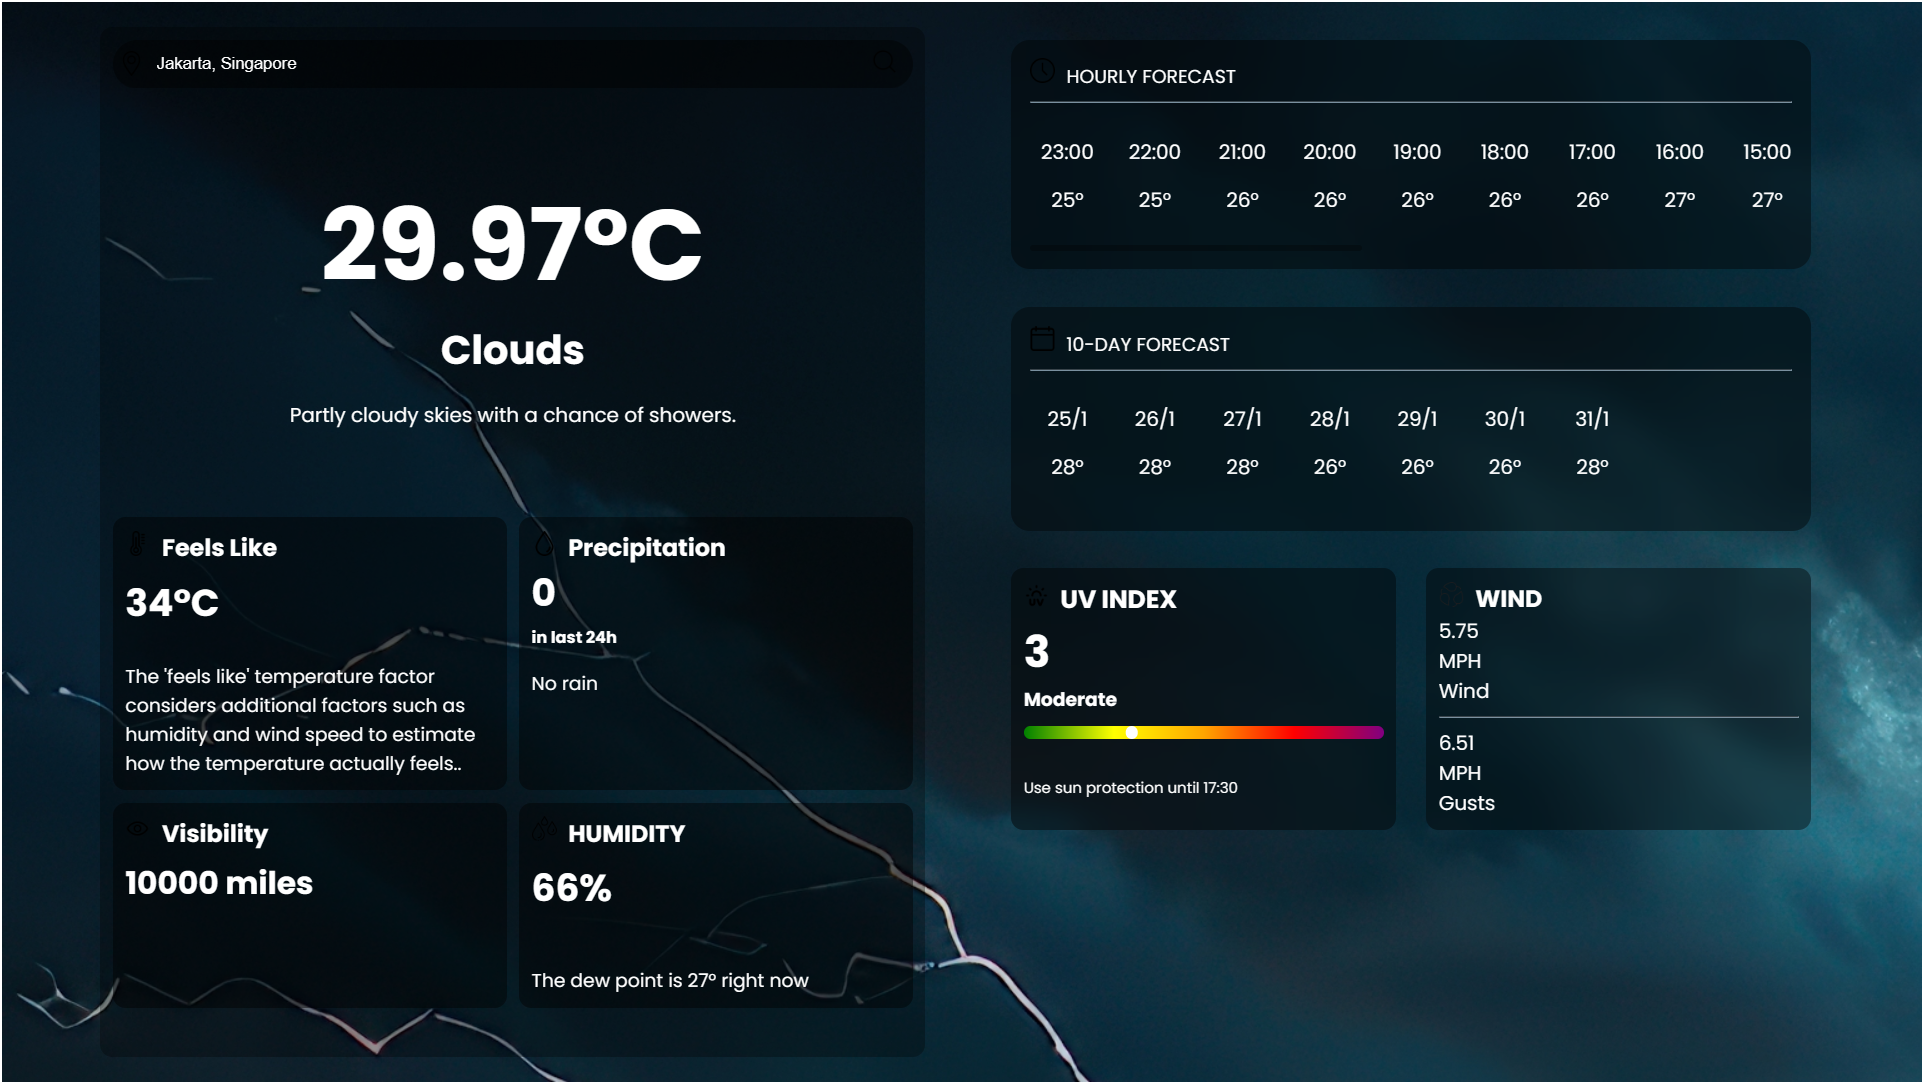 Jakarta, Singapore
29.97°C
Clouds
Partly cloudy skies with a chance of showers.
Feels Like
34°C
The 'feels like' temperature factor
considers additional factors such as
humidity and wind speed to estimate
how the temperature actually feels..
Precipitation
0
in last 24h
No rain
Visibility
10000 miles
HUMIDITY
66%
The dew point is 27° right now
HOURLY FORECAST
23:00 22:00 21:00 20:00 19:00 18:00 17:00 16:00 15:00
25° 25° 26° 26° 26° 26° 26° 27° 27°
10-DAY FORECAST
25/1 26/1 27/1 28/1 29/1 30/1 31/1
28° 28° 28° 26° 26° 26° 28°
UV
UV INDEX
3
Moderate
Use sun protection until 17:30
WIND
5.75
MPH
Wind
6.51
MPH
Gusts